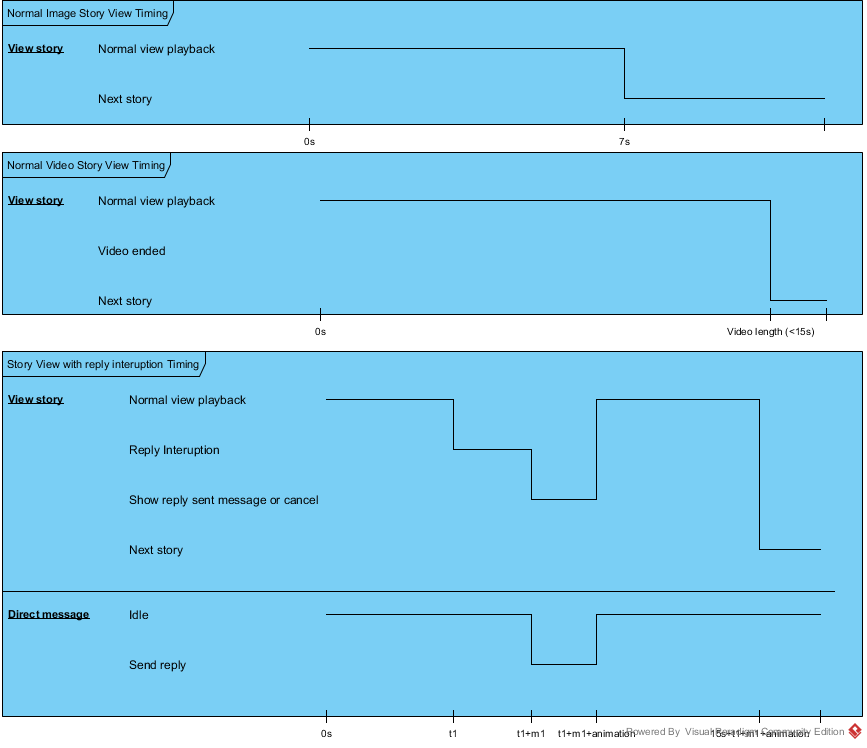 Normal Image Story View Timing
View story
Normal view playback
Next story
0s
7s
Normal Video Story View Timing
View story
Normal view playback
Video ended
Next story
0s
Video length (<15s)
Story View with reply interuption Timing
View story
Normal view playback
Reply Interuption
Show reply sent message or cancel
Next story
Direct message
Idle
Send reply
0s
t1
t1+m1
t1+m1+animation
15s+t1+m1+animation
Powered By Visual Paradigm Community Edition